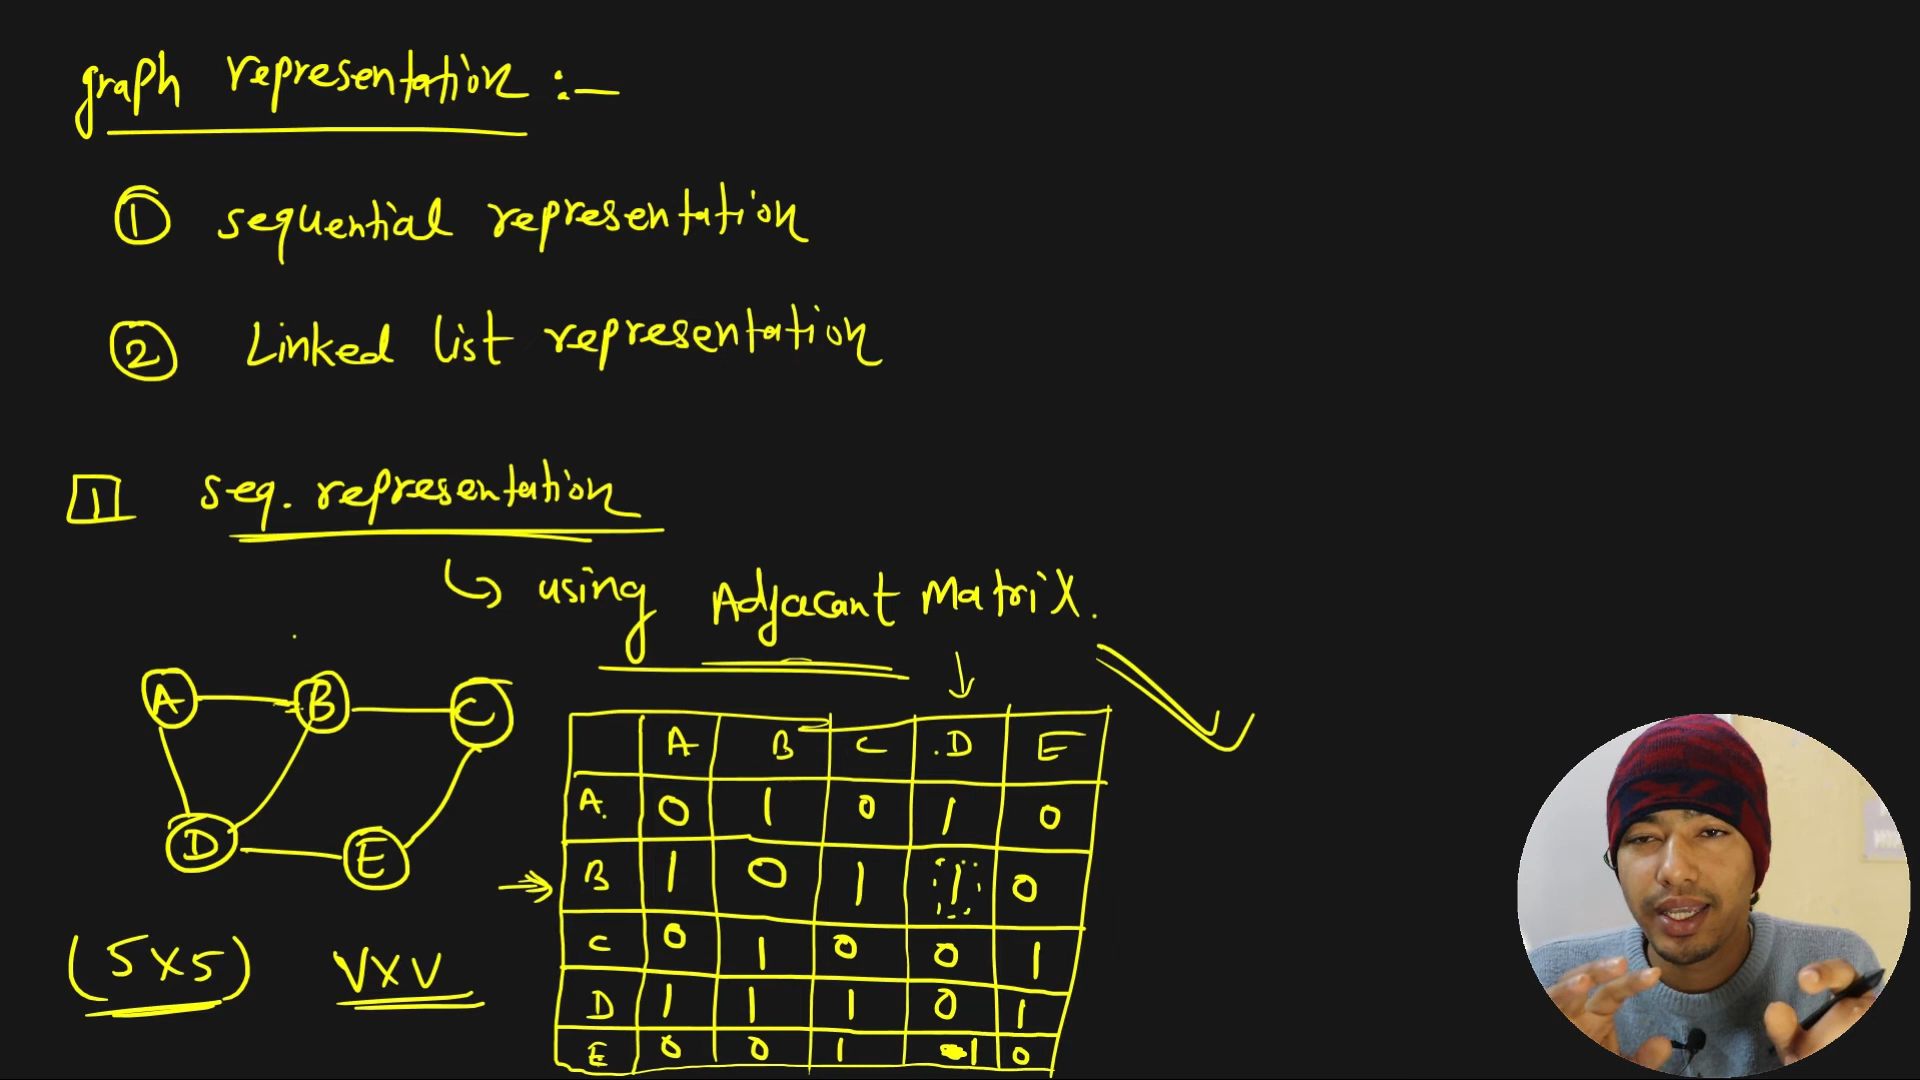 graph representation :-
① sequential representation
② Linked list representation
1 seq. representation
↳ using Adjacant Matrix.
A B C
D E
(5x5) VxV
A B C .D E
A. 0 1 0 1 0
B 1 0 1 1 0
C 0 1 0 0 1
D 1 1 1 0 1
E 0 0 1 1 0